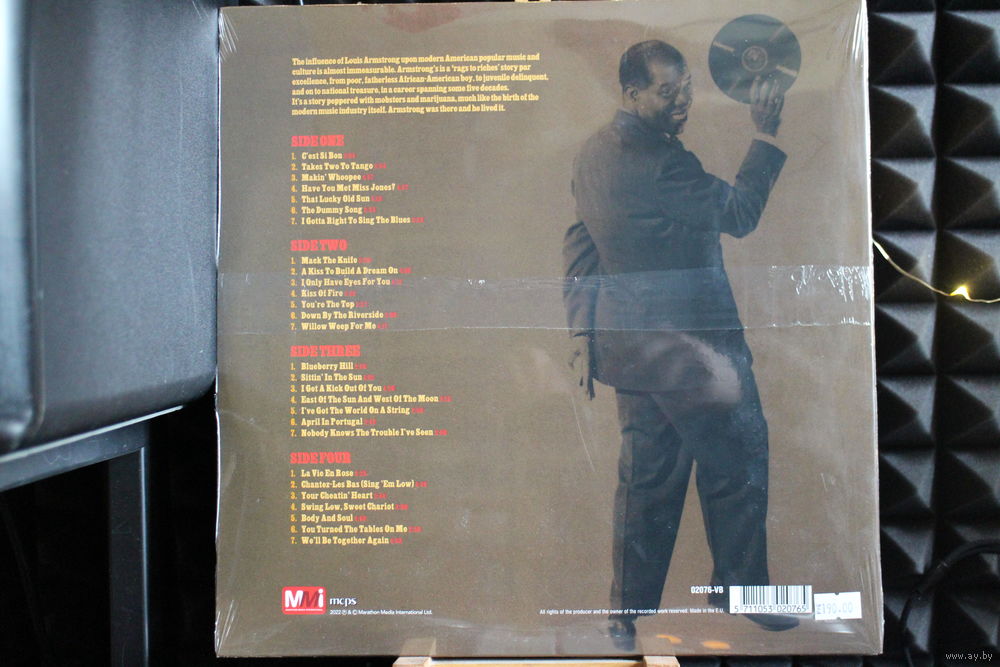 The influence of Louis Armstrong upon modern American popular music and
culture is almost immeasurable. Armstrong's is a 'rags to riches' story par
excellence, from poor, fatherless African-American boy, to juvenile delinquent,
and on to national treasure, in a career spanning some five decades.
It's a story peppered with mobsters and marijuana, much like the birth of the
modern music industry itself. Armstrong was there and he lived it.
SIDE ONE
1. C'est Si Bon
2. Takes Two To Tango
3. Makin' Whoopee
4. Have You Met Miss Jones?
5. That Lucky Old Sun
6. The Dummy Song
7. I Gotta Right To Sing The Blues
SIDE TWO
1. Mack The Knife
2. A Kiss To Build A Dream On
3. I Only Have Eyes For You
4. Kiss Of Fire
5. You're The Top
6. Down By The Riverside
7. Willow Weep For Me
SIDE THREE
1. Blueberry Hill
2. Sittin' In The Sun
3. I Get A Kick Out Of You
4. East Of The Sun And West Of The Moon
5. I've Got The World On A String
6. April In Portugal
7. Nobody Knows The Trouble I've Seen
SIDE FOUR
1. La Vie En Rose
2. Chantez-Les Bas (Sing 'Em Low)
3. Your Cheatin' Heart
4. Swing Low, Sweet Chariot
5. Body And Soul
6. You Turned The Tables On Me
7. We'll Be Together Again
MMi mcps
2022 ℗ & © Marathon Media International Ltd.
All rights of the producer and the owner of the recorded work reserved. Made in the E.U.
02076-VB
5 711053 020765
£190.00
www.ay.by